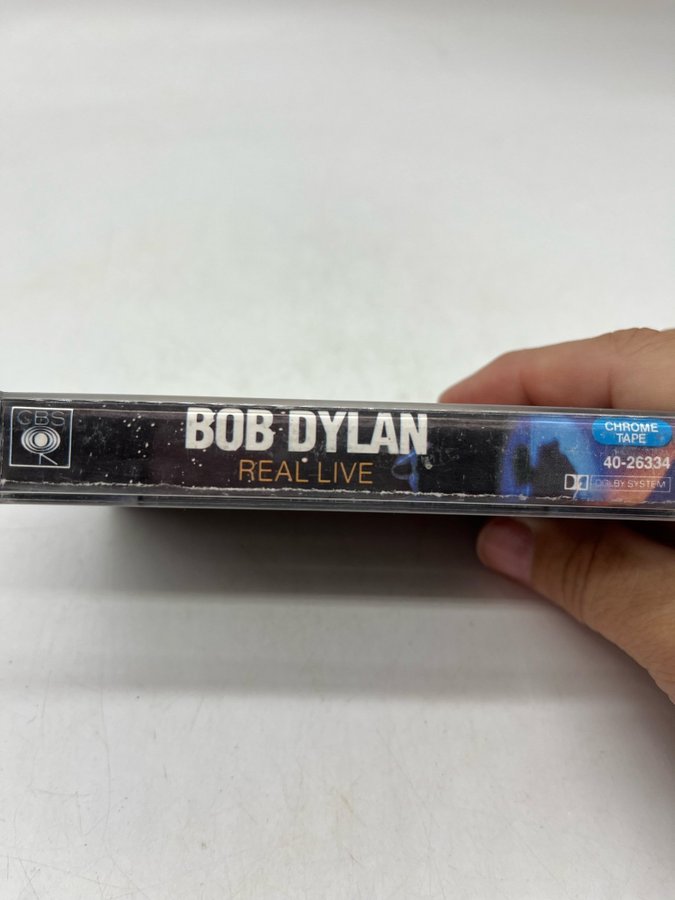 CBS
BOB DYLAN
REAL LIVE
CHROME
TAPE
40-26334
DOLBY SYSTEM